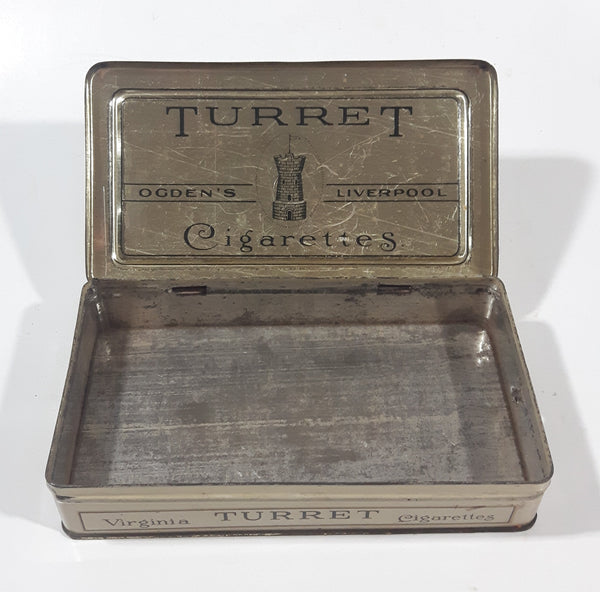 TURRET
OGDEN'S LIVERPOOL
Cigarettes
Virginia TURRET Cigarettes